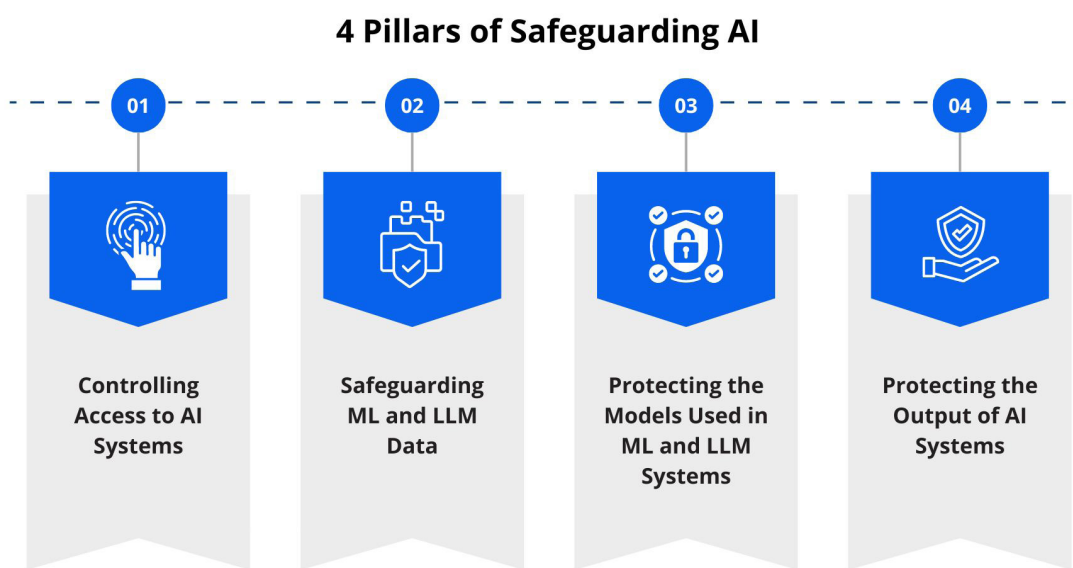 4 Pillars of Safeguarding AI
01
02
03
04
Controlling
Access to AI
Systems
Safeguarding
ML and LLM
Data
Protecting the
Models Used in
ML and LLM
Systems
Protecting the
Output of AI
Systems